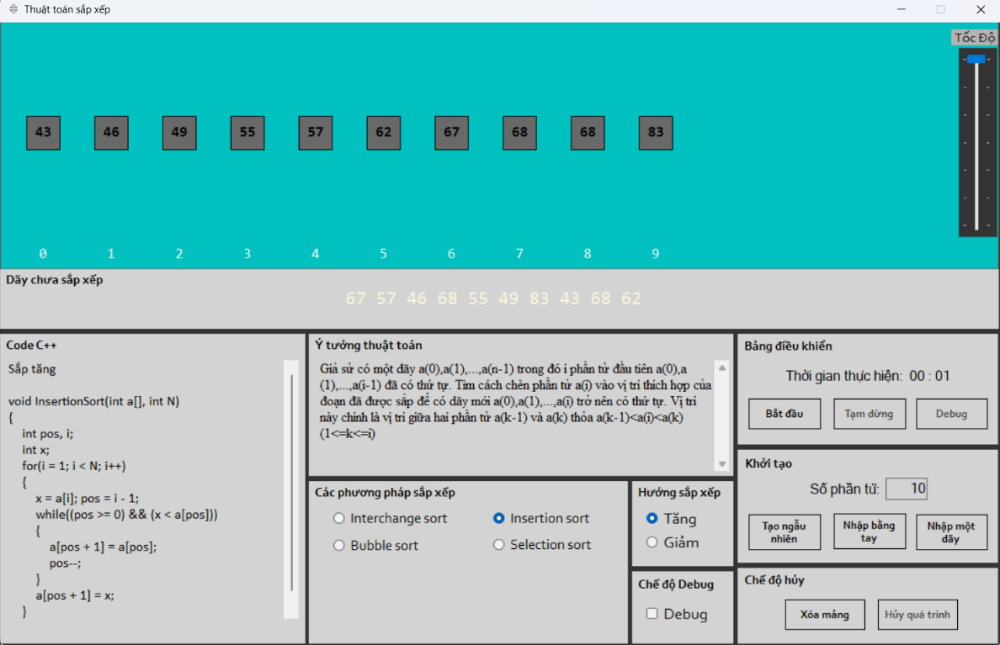 Thuật toán sắp xếp
Tốc Độ
43 46 49 55 57 62 67 68 68 83
0 1 2 3 4 5 6 7 8 9
Dãy chưa sắp xếp
67 57 46 68 55 49 83 43 68 62
Code C++
Sắp tăng
void InsertionSort(int a[], int N)
{
int pos, i;
int x;
for(i = 1; i < N; i++)
{
x = a[i]; pos = i - 1;
while((pos >= 0) && (x < a[pos]))
{
a[pos + 1] = a[pos];
pos--;
}
a[pos + 1] = x;
}
Ý tưởng thuật toán
Giả sử có một dãy a(0),a(1),...,a(n-1) trong đó i phần tử đầu tiên a(0),a
(1),...,a(i-1) đã có thứ tự. Tìm cách chèn phần tử a(i) vào vị trí thích hợp của
đoạn đã được sắp để có dãy mới a(0),a(1),...,a(i) trở nên có thứ tự. Vị trí
này chính là vị trí giữa hai phần tử a(k-1) và a(k) thỏa a(k-1)<a(i)<a(k)
(1<=k<=i)
Các phương pháp sắp xếp
Interchange sort
Insertion sort
Bubble sort
Selection sort
Hướng sắp xếp
Tăng
Giảm
Chế độ Debug
Debug
Bảng điều khiển
Thời gian thực hiện: 00 : 01
Bắt đầu
Tạm dừng
Debug
Khởi tạo
Số phần tử: 10
Tạo ngẫu
nhiên
Nhập bằng
tay
Nhập một
dãy
Chế độ hủy
Xóa mảng
Hủy quá trình